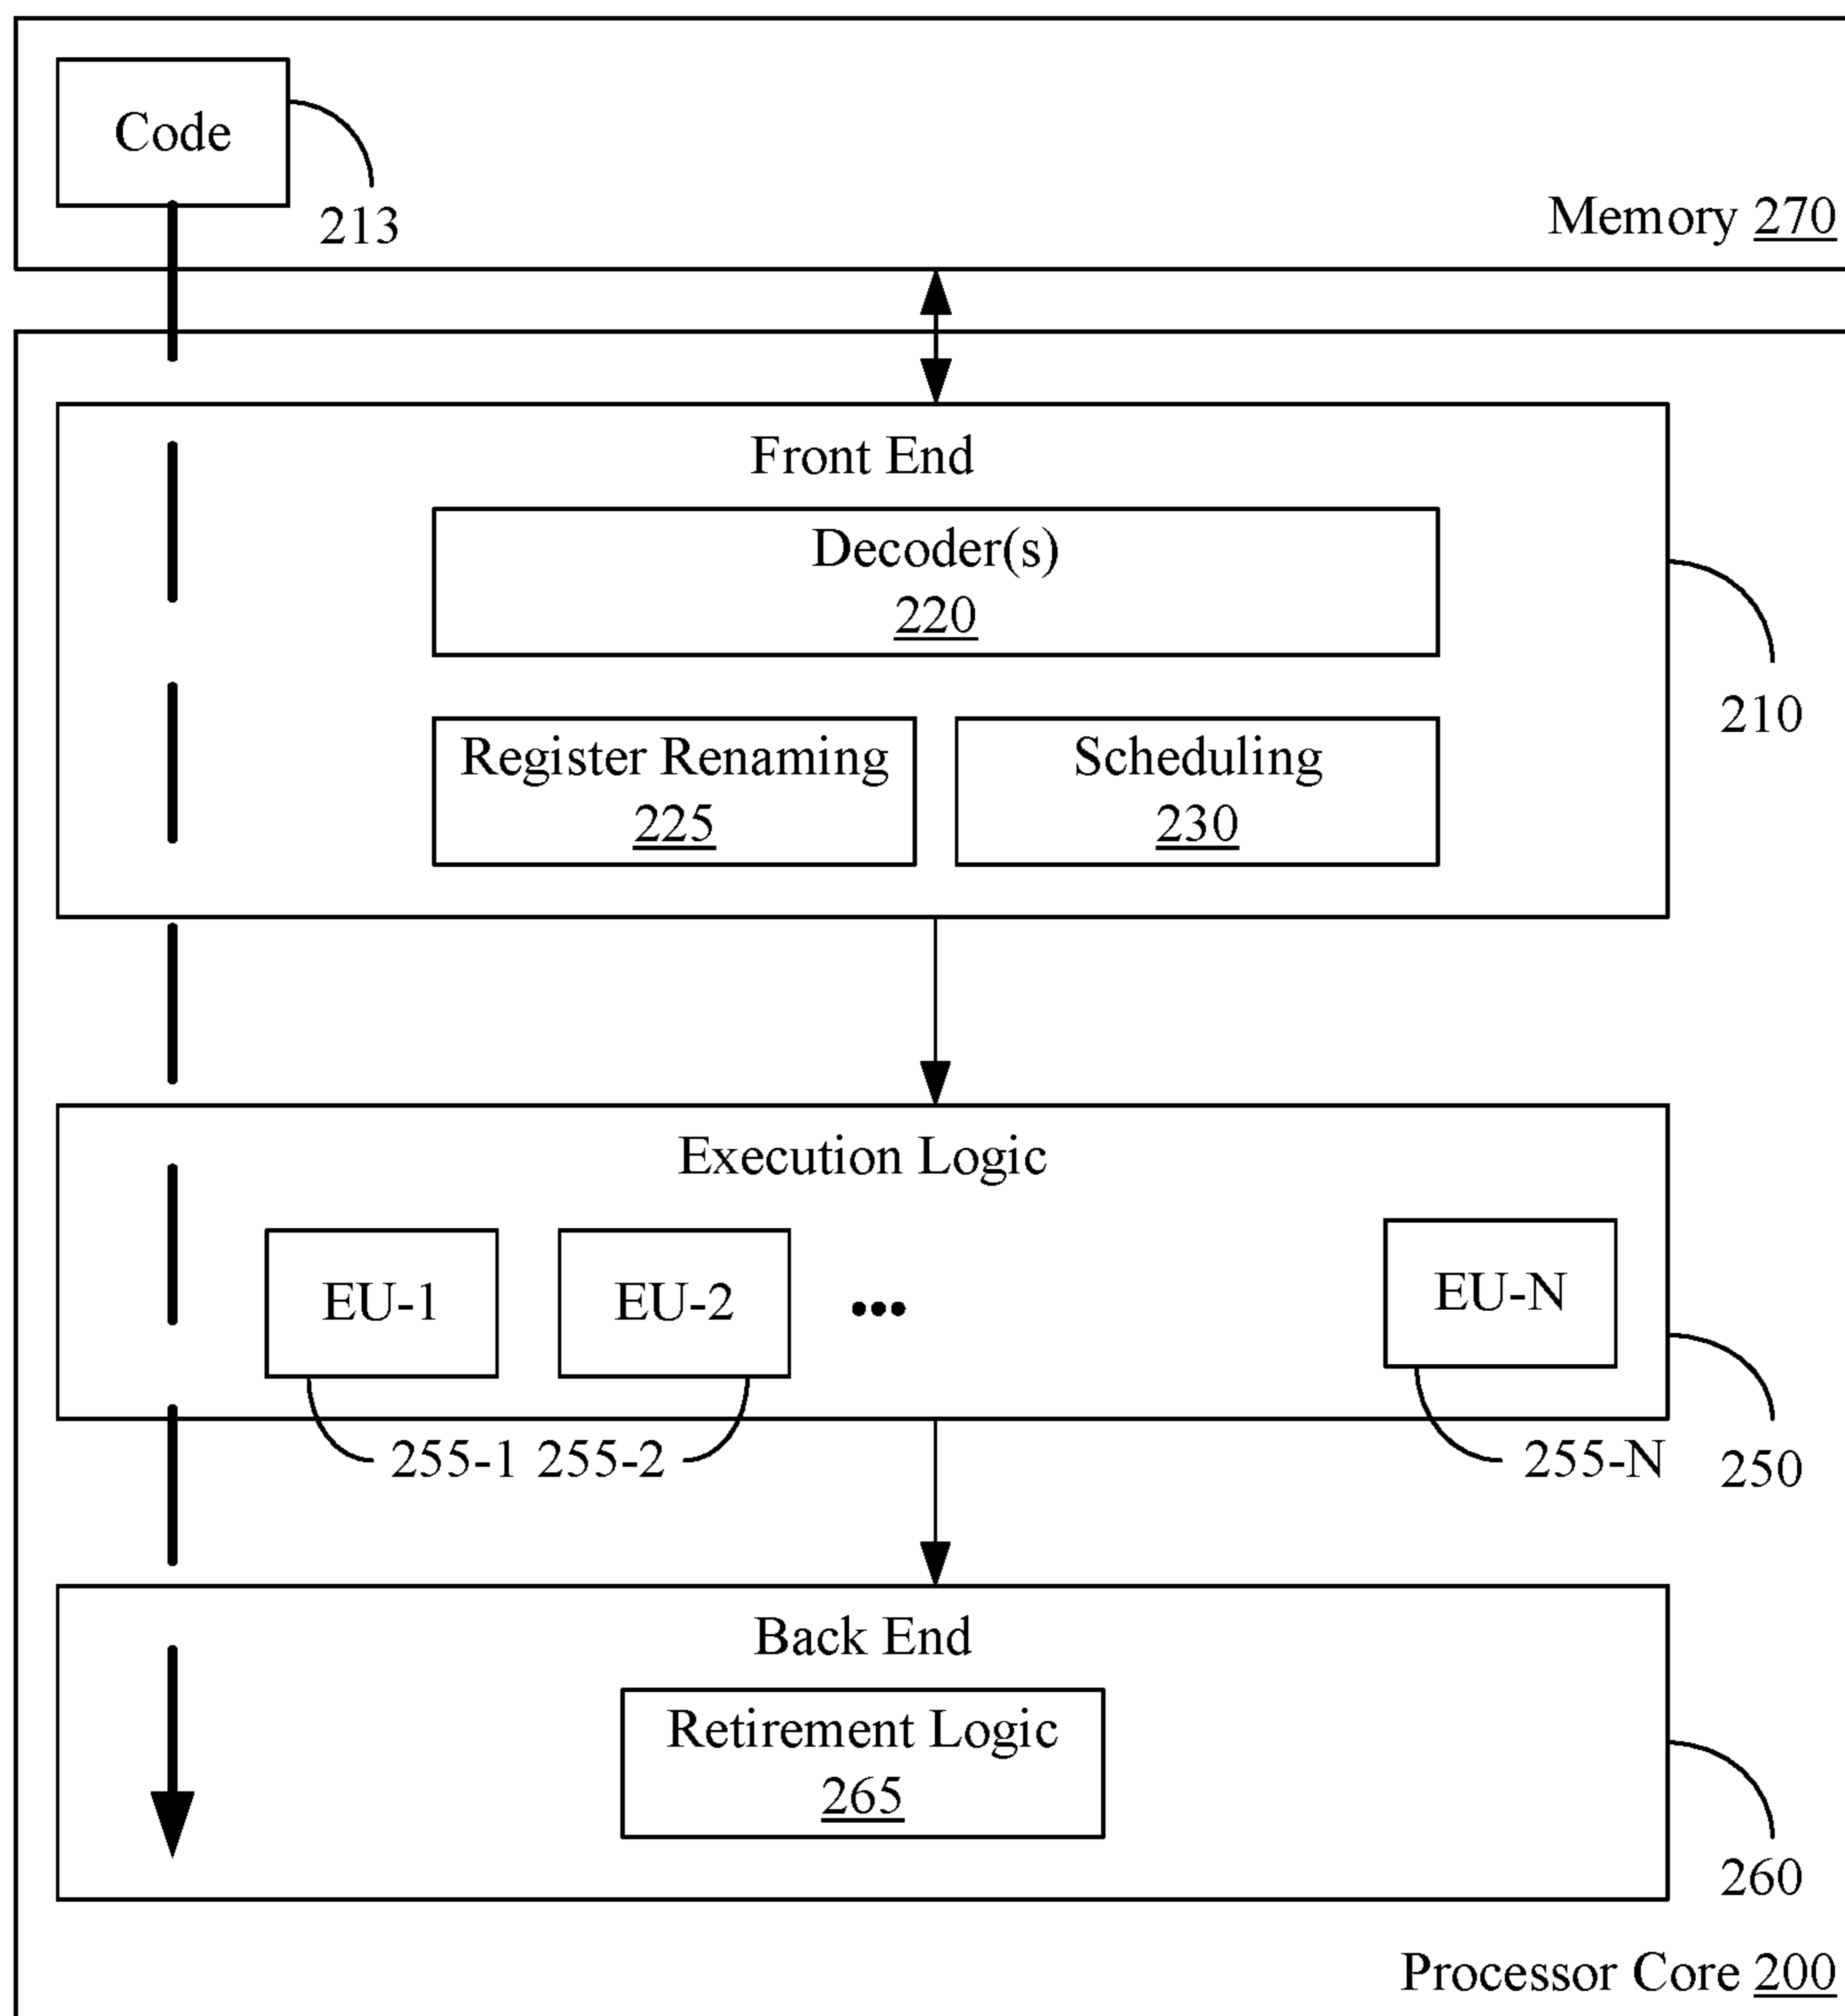 Code
213
Memory 270
Front End
Decoder(s)
220
210
Register Renaming
225
Scheduling
230
Execution Logic
EU-1
EU-2
•••
EU-N
255-1 255-2
255-N
250
Back End
Retirement Logic
265
260
Processor Core 200